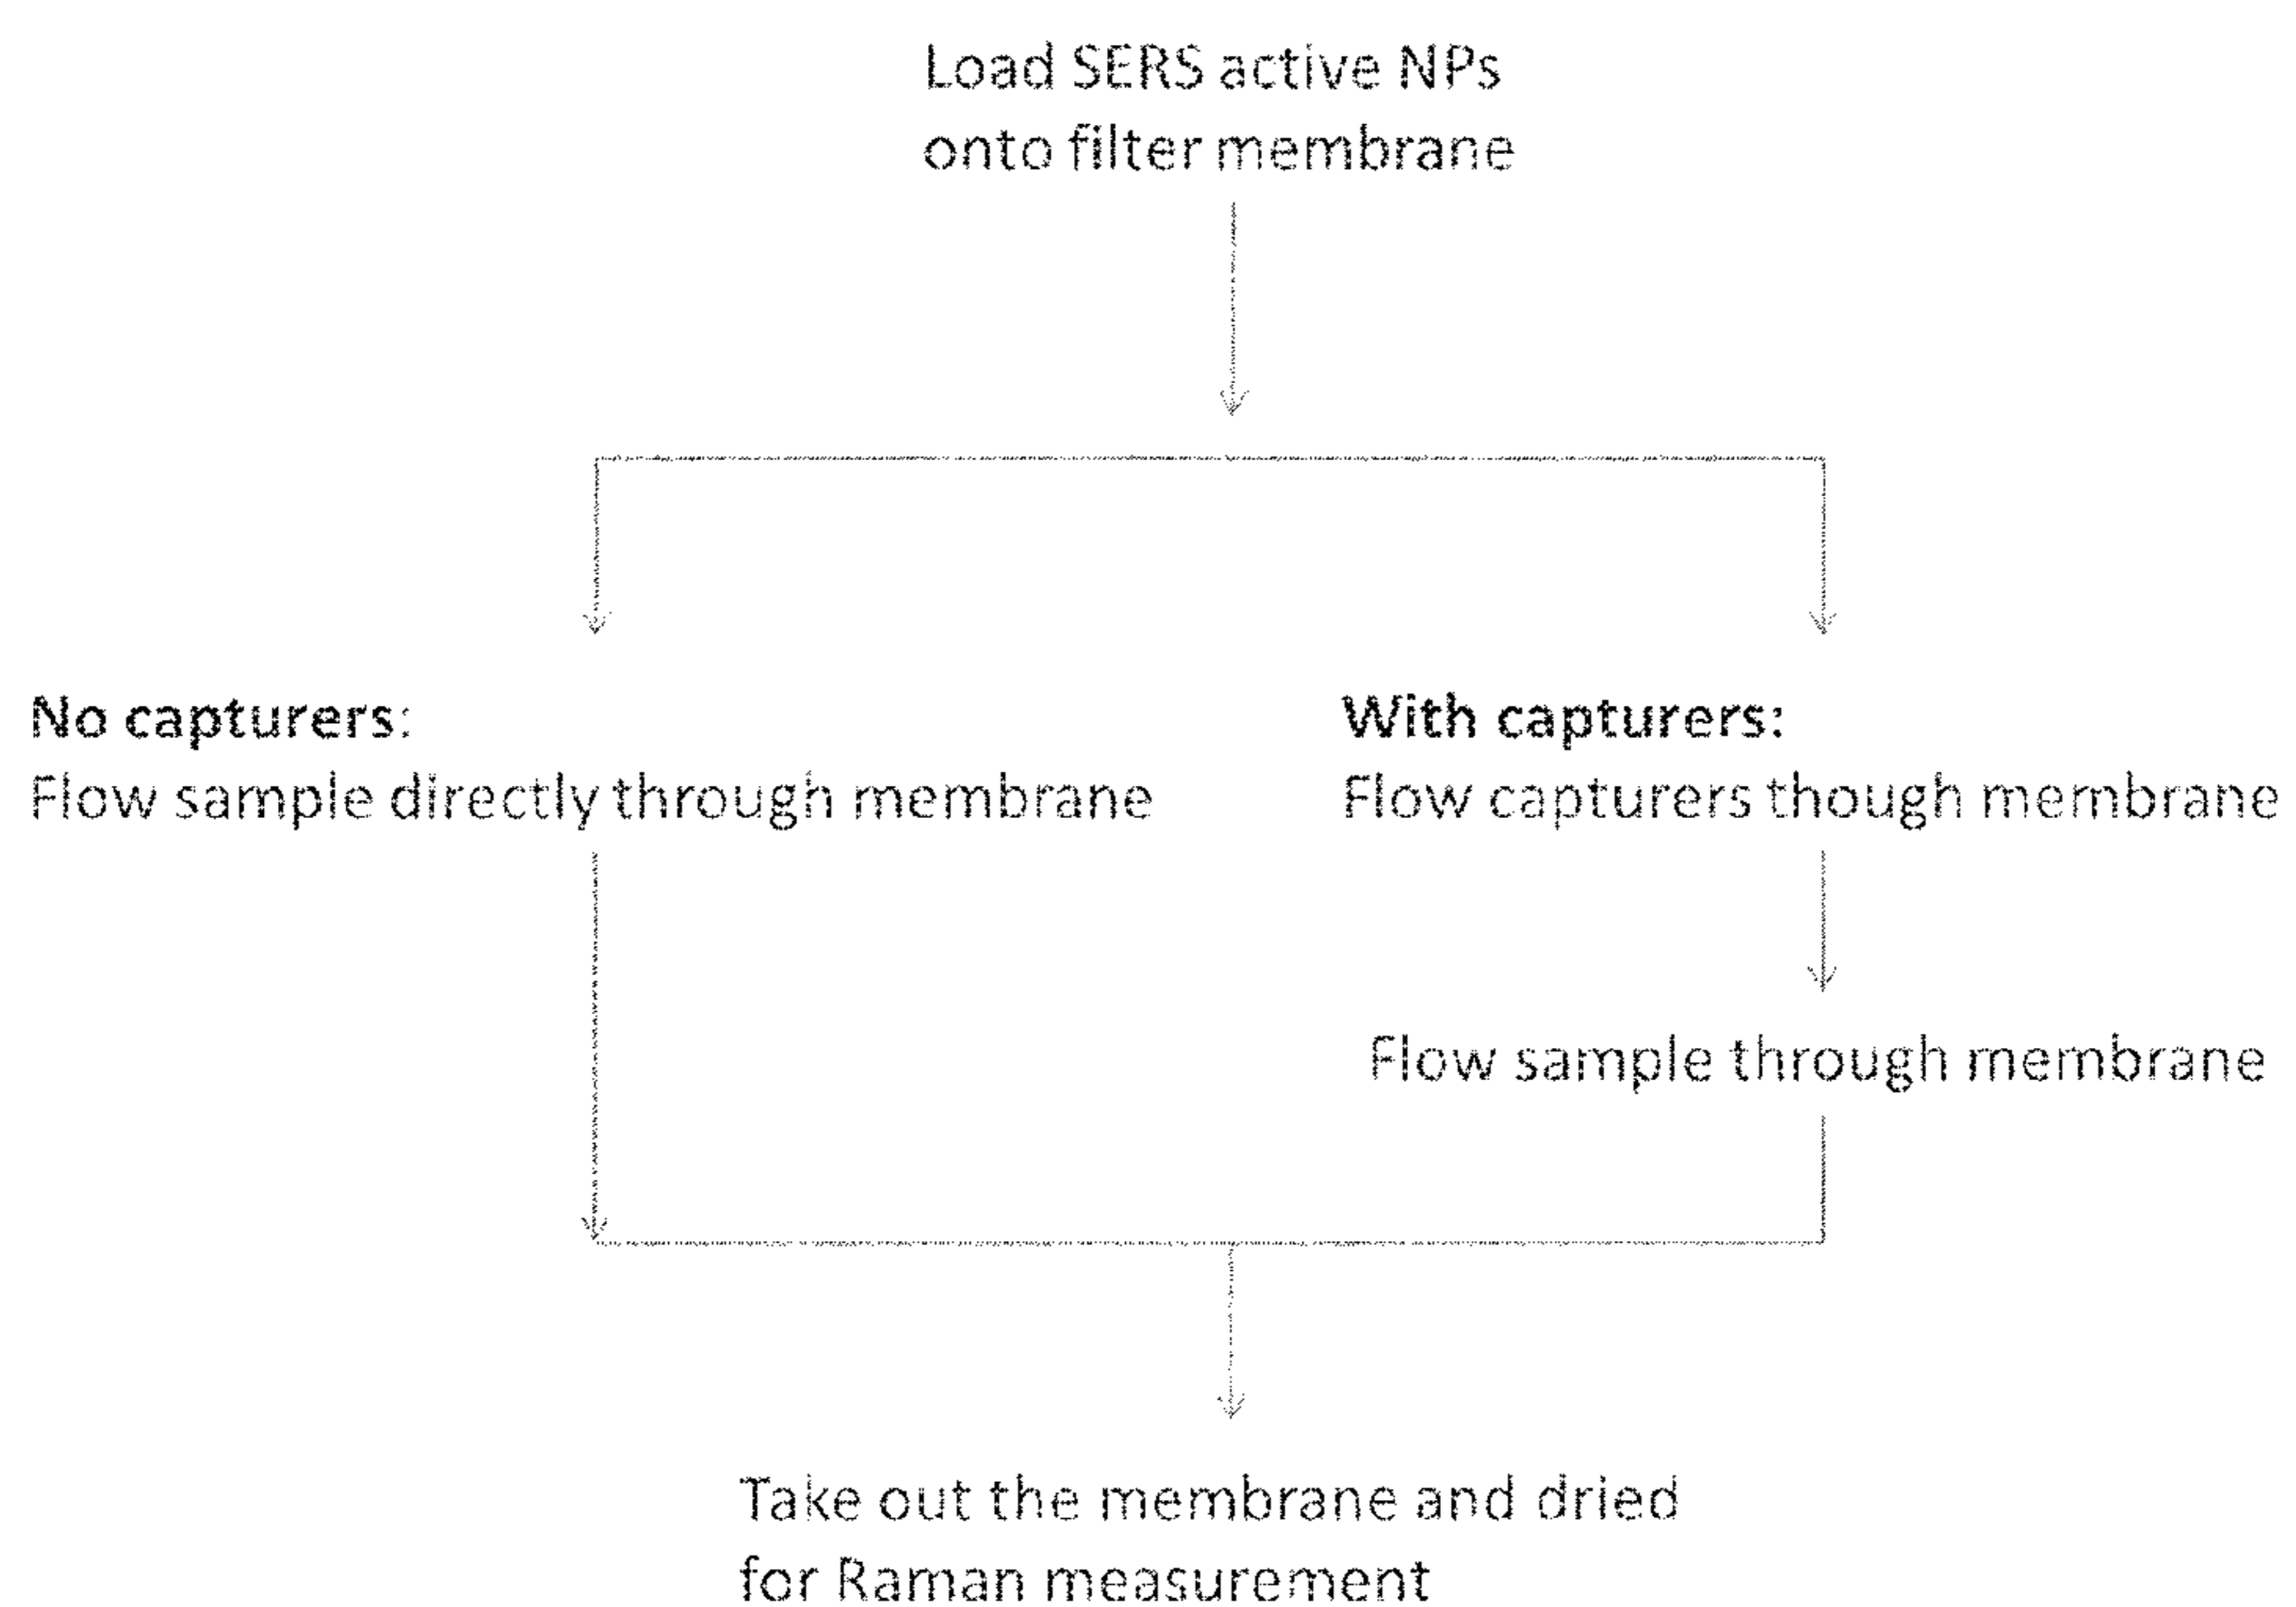 Load SERS active NPs
onto filter membrane
No capturers:
Flow sample directly through membrane
With capturers:
Flow capturers though membrane
Flow sample through membrane
Take out the membrane and dried
for Raman measurement